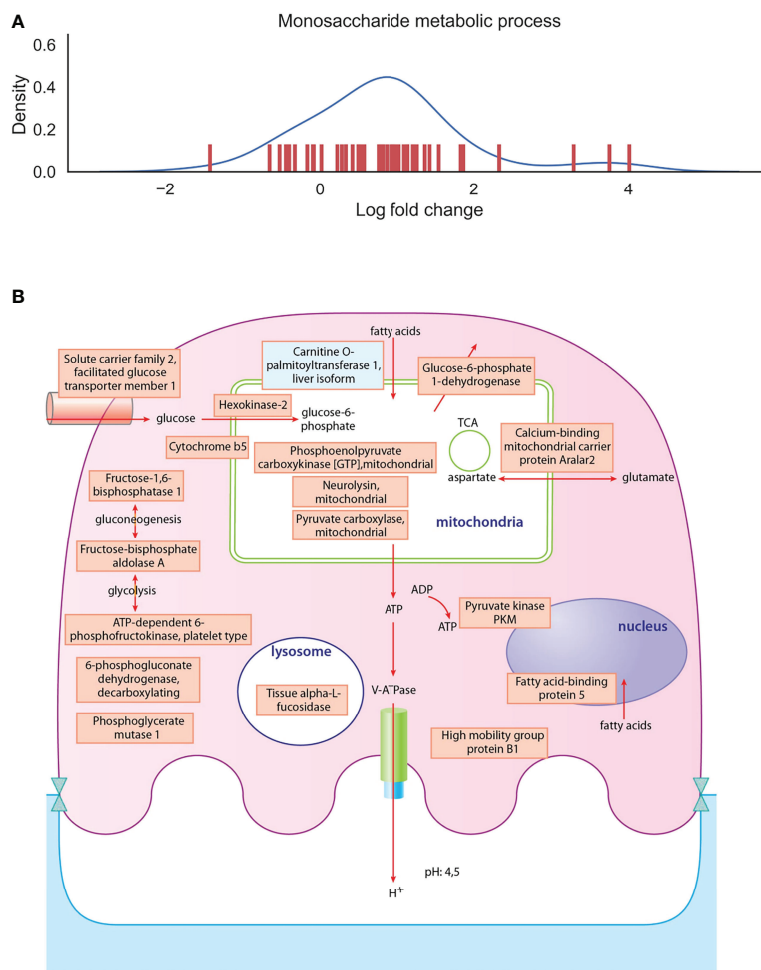 A
Monosaccharide metabolic process
Density
0.6
0.4
0.2
0.0
−2
0
2
4
Log fold change
B
Solute carrier family 2,
facilitated glucose
transporter member 1
fatty acids
Carnitine O-
palmitoyltransferase 1,
liver isoform
Glucose-6-phosphate
1-dehydrogenase
glucose
Hexokinase-2
glucose-6-
phosphate
Cytochrome b5
TCA
Calcium-binding
mitochondrial carrier
protein Aralar2
Phosphoenolpyruvate
carboxykinase [GTP],mitochondrial
aspartate
glutamate
Neurolysin,
mitochondrial
Pyruvate carboxylase,
mitochondrial
mitochondria
Fructose-1,6-
bisphosphatase 1
gluconeogenesis
Fructose-bisphosphate
aldolase A
glycolysis
ATP-dependent 6-
phosphofructokinase, platelet type
6-phosphogluconate
dehydrogenase,
decarboxylating
Phosphoglycerate
mutase 1
ADP
ATP
ATP
Pyruvate kinase
PKM
nucleus
lysosome
Tissue alpha-L-
fucosidase
V-A-Pase
Fatty acid-binding
protein 5
fatty acids
High mobility group
protein B1
pH: 4,5
H+